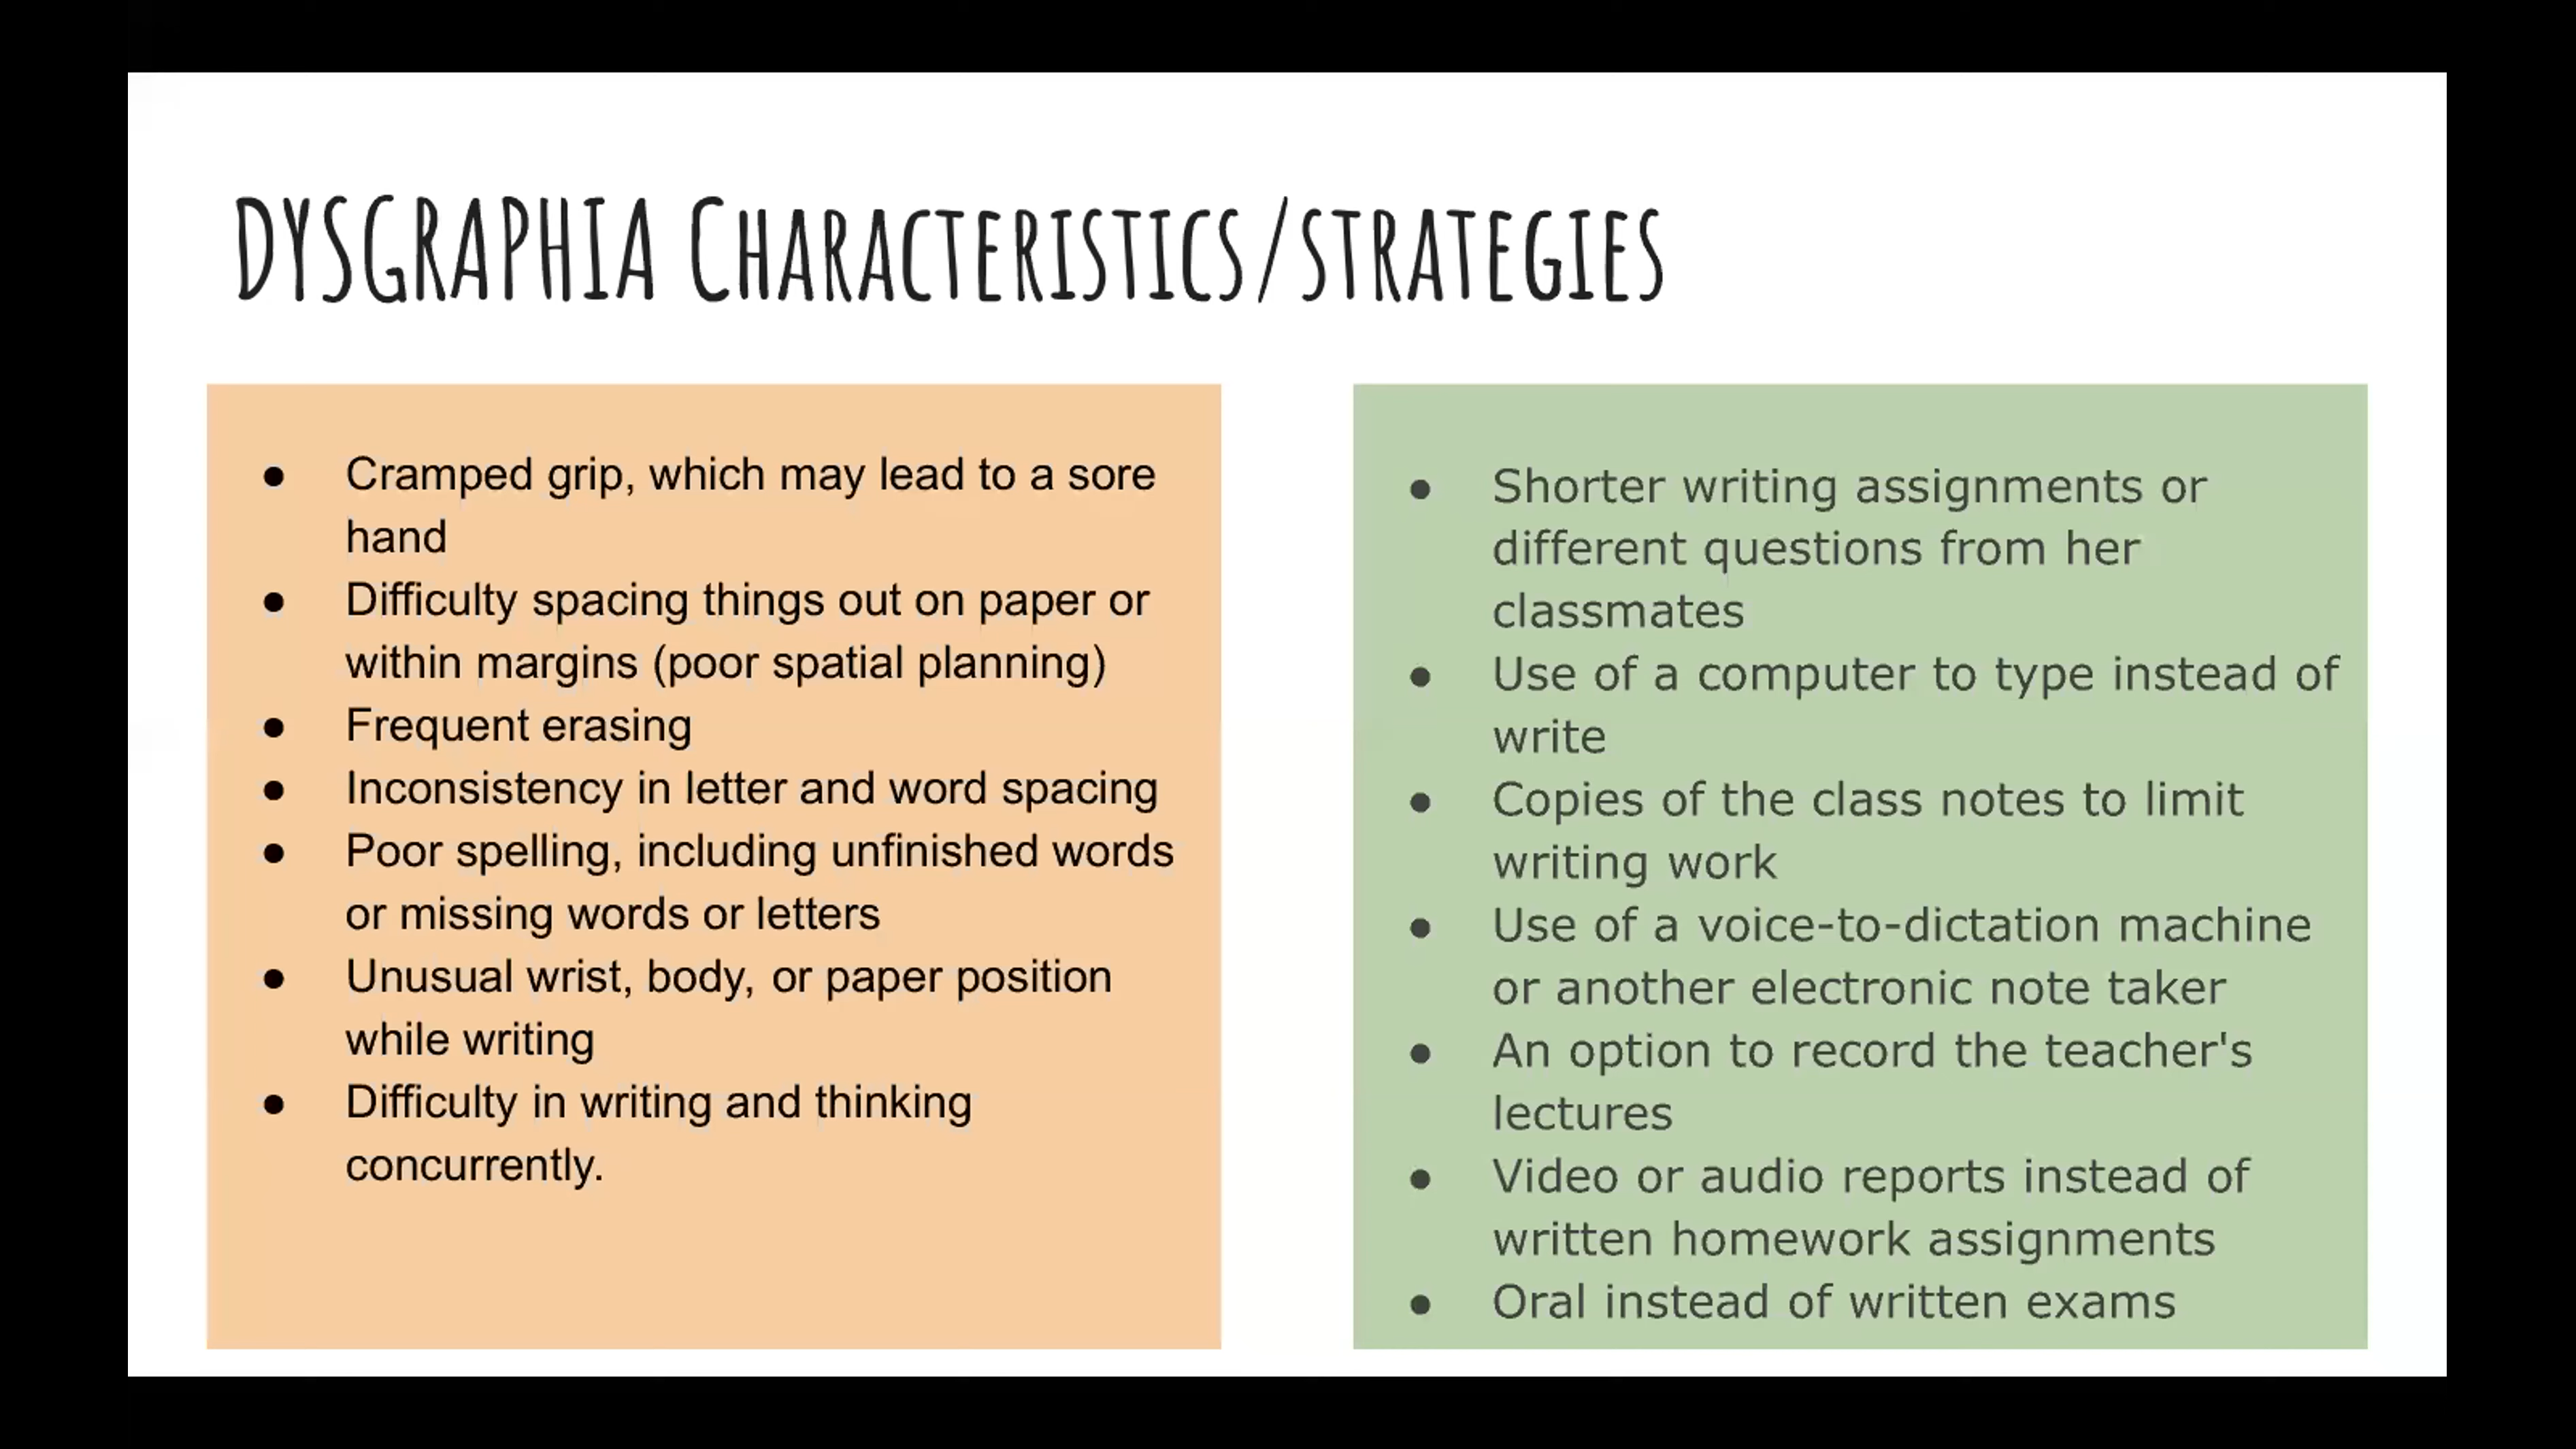 DYSGRAPHIA CHARACTERISTICS/STRATEGIES
● Cramped grip, which may lead to a sore
hand
● Difficulty spacing things out on paper or
within margins (poor spatial planning)
● Frequent erasing
● Inconsistency in letter and word spacing
● Poor spelling, including unfinished words
or missing words or letters
● Unusual wrist, body, or paper position
while writing
● Difficulty in writing and thinking
concurrently.
● Shorter writing assignments or
different questions from her
classmates
● Use of a computer to type instead of
write
● Copies of the class notes to limit
writing work
● Use of a voice-to-dictation machine
or another electronic note taker
● An option to record the teacher's
lectures
● Video or audio reports instead of
written homework assignments
● Oral instead of written exams